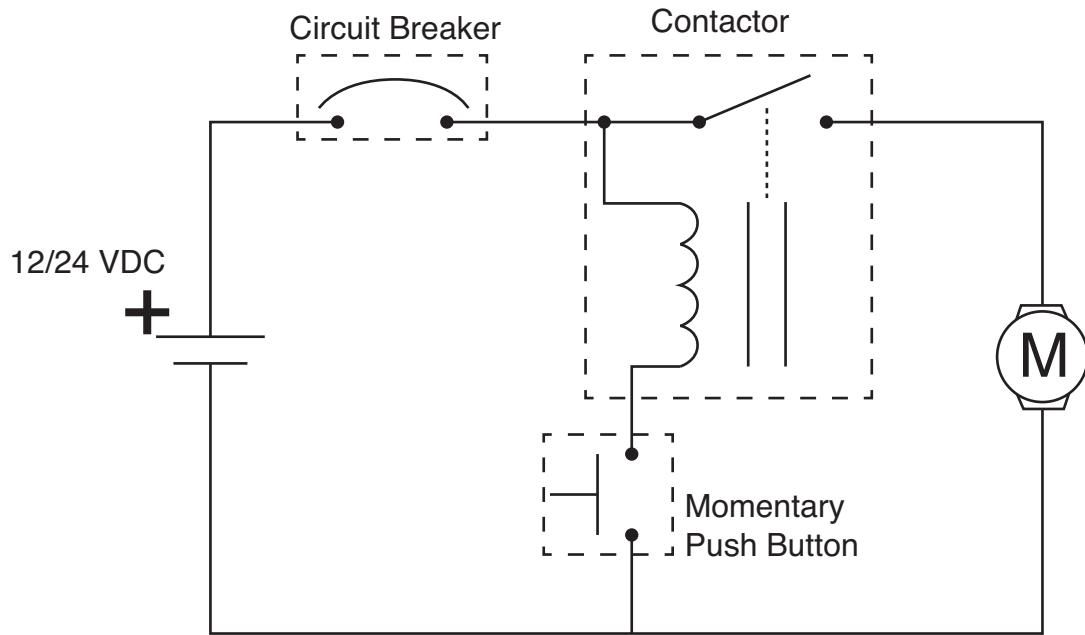 Circuit Breaker
Contactor
12/24 VDC
+
M
Momentary
Push Button